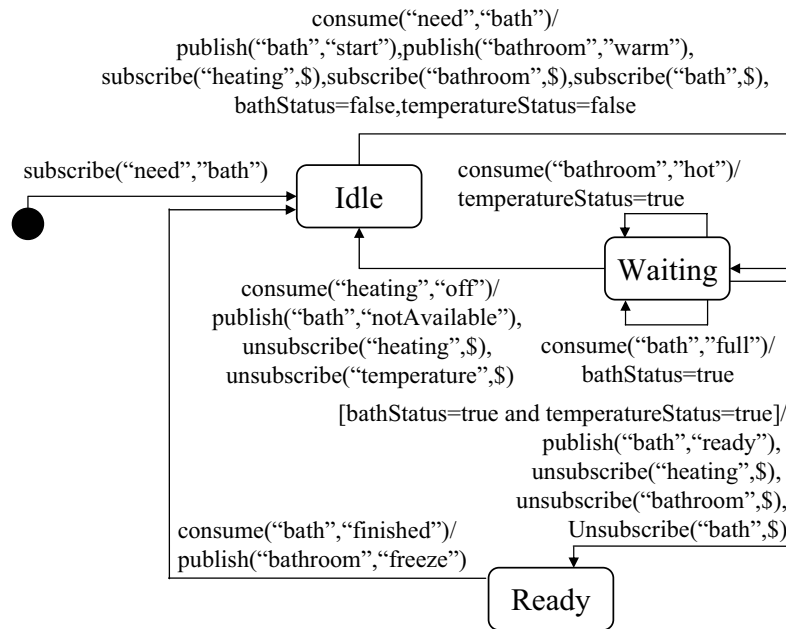 consume(“need”,“bath”)/
publish(“bath”,“start”),publish(“bathroom”,“warm”),
subscribe(“heating”,$),subscribe(“bathroom”,$),subscribe(“bath”,$),
bathStatus=false,temperatureStatus=false
subscribe(“need”,”bath”)
Idle
consume(“bathroom”,“hot”)/
temperatureStatus=true
Waiting
consume(“heating”,“off”)/
publish(“bath”,“notAvailable”),
unsubscribe(“heating”,$),
unsubscribe(“temperature”,$)
consume(“bath”,“full”)/
bathStatus=true
[bathStatus=true and temperatureStatus=true]/
publish(“bath”,“ready”),
unsubscribe(“heating”,$),
unsubscribe(“bathroom”,$),
Unsubscribe(“bath”,$)
consume(“bath”,“finished”)/
publish(“bathroom”,“freeze”)
Ready